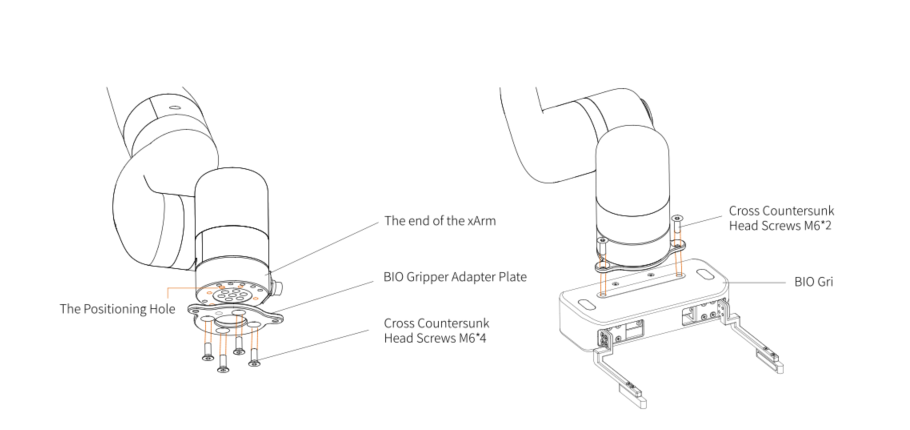 The end of the xArm
BIO Gripper Adapter Plate
The Positioning Hole
Cross Countersunk
Head Screws M6*4
Cross Countersunk
Head Screws M6*2
BIO Gri